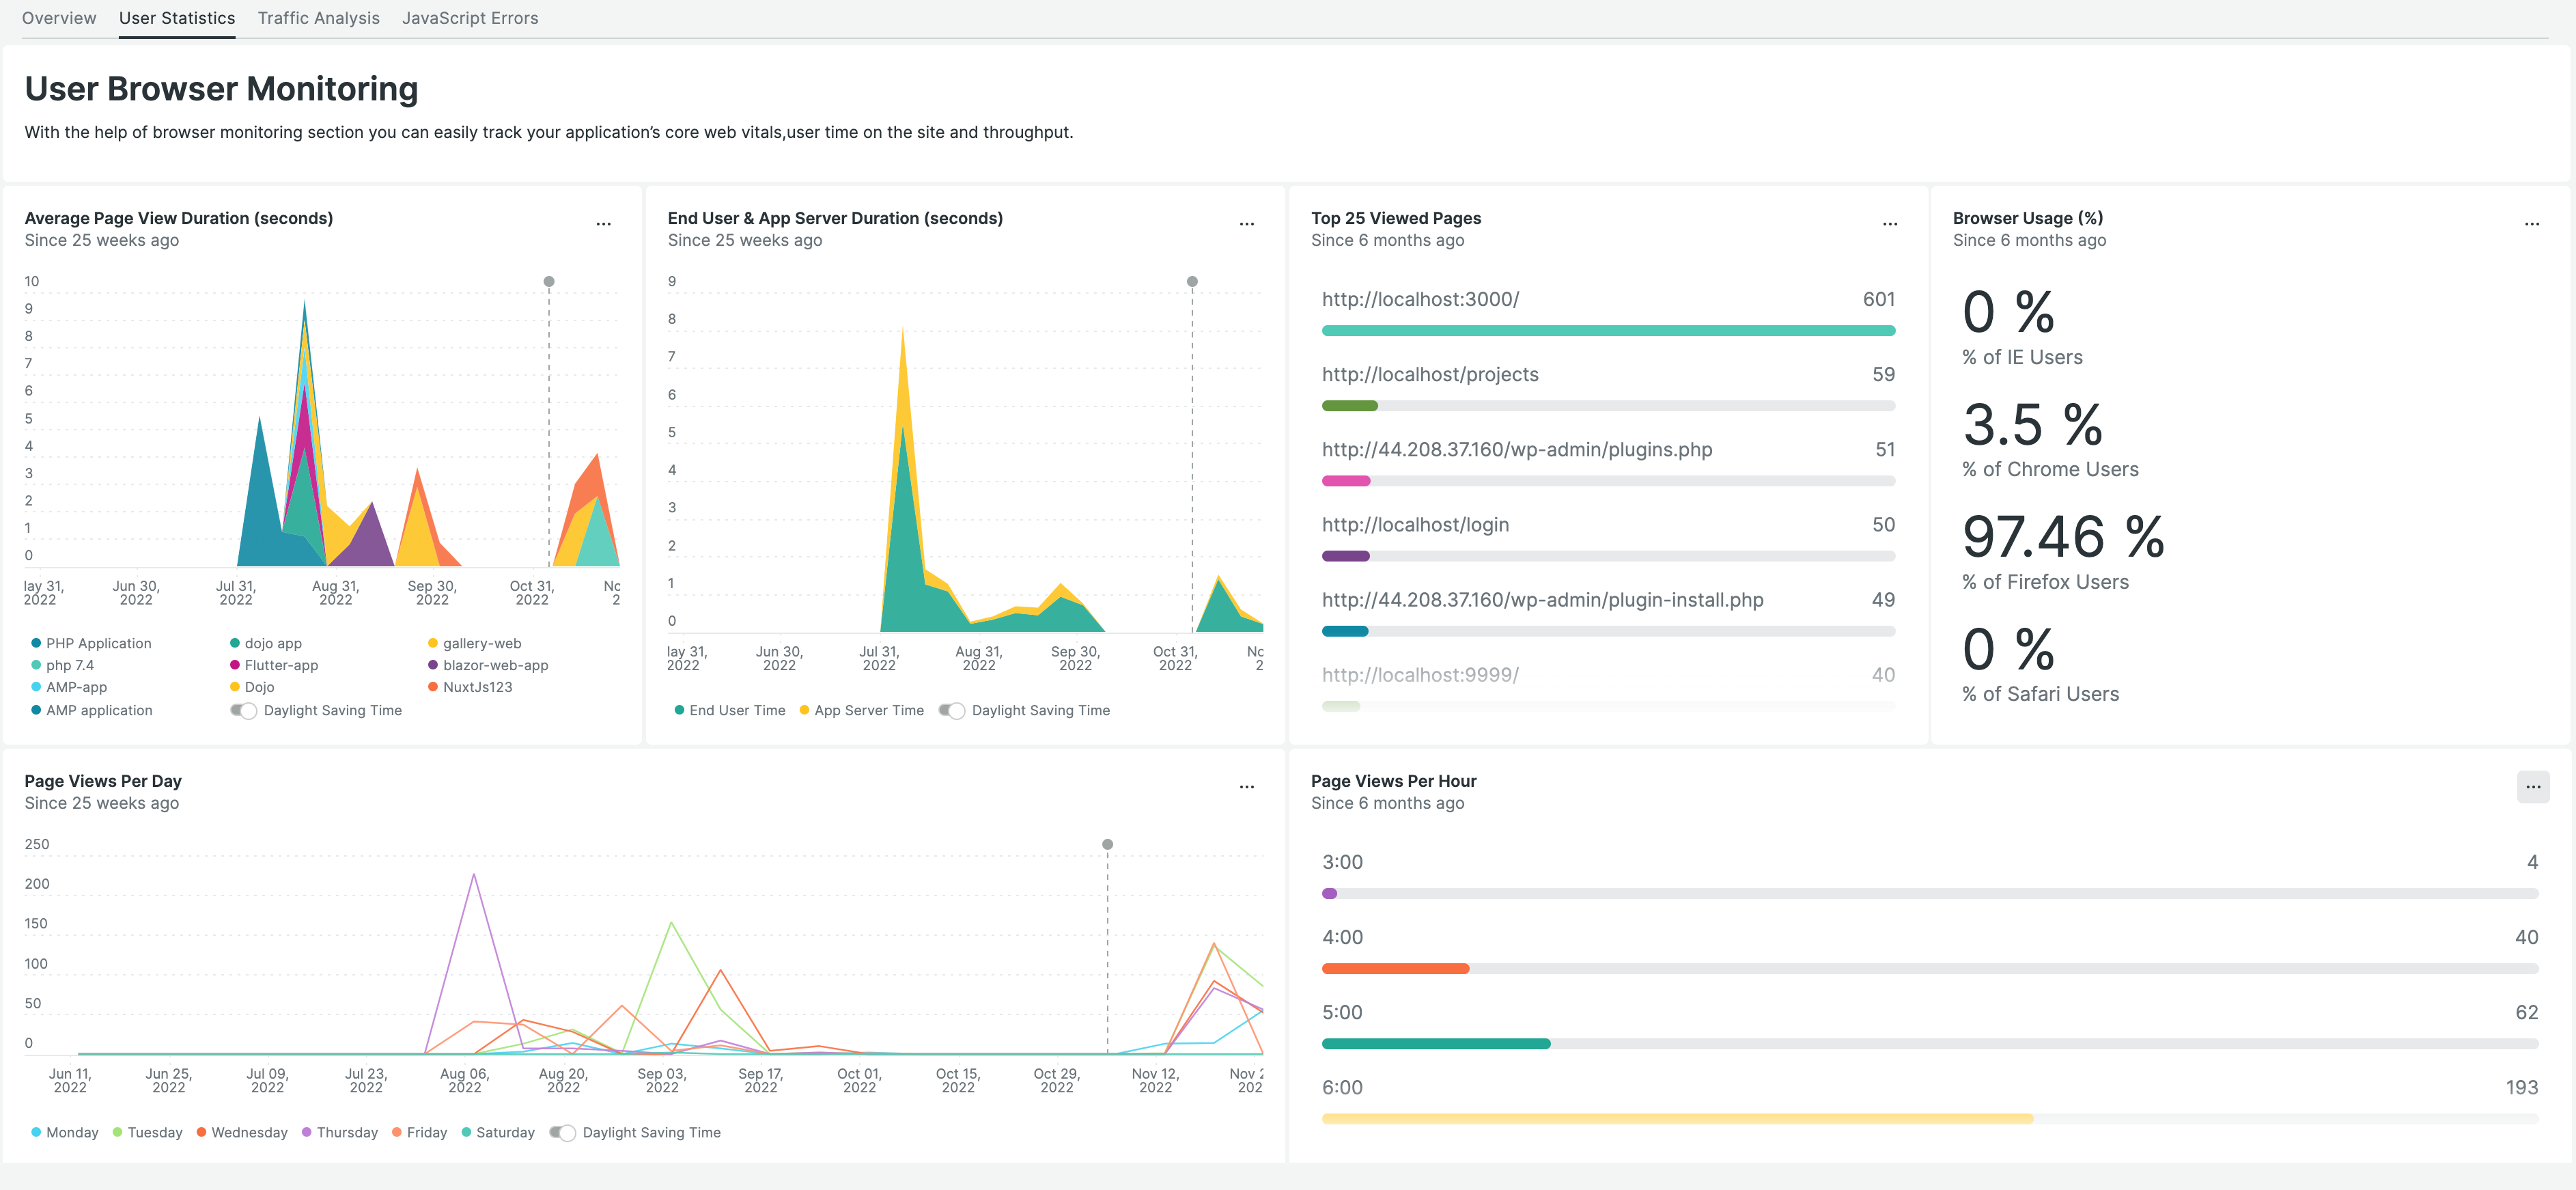 Overview User Statistics Traffic Analysis JavaScript Errors
User Browser Monitoring
With the help of browser monitoring section you can easily track your application's core web vitals,user time on the site and throughput.
Average Page View Duration (seconds)
Since 25 weeks ago
10
9
8
7
6
5
4
3
2
1
0
lay 31, 2022
Jun 30, 2022
Jul 31, 2022
Aug 31, 2022
Sep 30, 2022
Oct 31, 2022
Nc 2
PHP Application
dojo app
gallery-web
php 7.4
Flutter-app
blazor-web-app
AMP-app
Dojo
NuxtJs123
AMP application
Daylight Saving Time
End User & App Server Duration (seconds)
Since 25 weeks ago
9
8
7
6
5
4
3
2
1
0
lay 31, 2022
Jun 30, 2022
Jul 31, 2022
Aug 31, 2022
Sep 30, 2022
Oct 31, 2022
Nc 2
End User Time App Server Time Daylight Saving Time
Top 25 Viewed Pages
Since 6 months ago
http://localhost:3000/ 601
http://localhost/projects 59
http://44.208.37.160/wp-admin/plugins.php 51
http://localhost/login 50
http://44.208.37.160/wp-admin/plugin-install.php 49
http://localhost:9999/ 40
Browser Usage (%)
Since 6 months ago
0 %
% of IE Users
3.5 %
% of Chrome Users
97.46 %
% of Firefox Users
0 %
% of Safari Users
Page Views Per Day
Since 25 weeks ago
250
200
150
100
50
0
Jun 11, 2022
Jun 25, 2022
Jul 09, 2022
Jul 23, 2022
Aug 06, 2022
Aug 20, 2022
Sep 03, 2022
Sep 17, 2022
Oct 01, 2022
Oct 15, 2022
Oct 29, 2022
Nov 12, 2022
Nov 2 202
Monday Tuesday Wednesday Thursday Friday Saturday Daylight Saving Time
Page Views Per Hour
Since 6 months ago
3:00 4
4:00 40
5:00 62
6:00 193